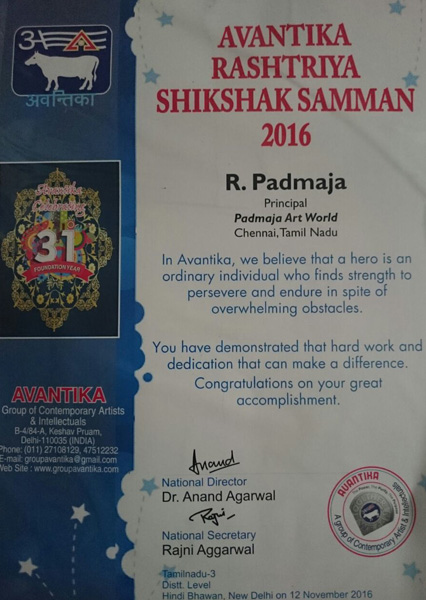 अवन्तिका
Avantika
Celebrating
31
FOUNDATION YEAR
AVANTIKA
Group of Contemporary Artists
& Intellectuals
B-4/84-A, Keshav Pruam,
Delhi-110035 (INDIA)
Phone: (011) 27108129, 47512232
E-mail: groupavantika@gmail.com
Web Site : www.groupavantika.com
AVANTIKA
RASHTRIYA
SHIKSHAK SAMMAN
2016
R. Padmaja
Principal
Padmaja Art World
Chennai, Tamil Nadu
In Avantika, we believe that a hero is an
ordinary individual who finds strength to
persevere and endure in spite of
overwhelming obstacles.
You have demonstrated that hard work and
dedication that can make a difference.
Congratulations on your great
accomplishment.
Anand
National Director
Dr. Anand Agarwal
Rajni
National Secretary
Rajni Aggarwal
AVANTIKA
A group of Contemporary Artist & Intellectuals
Tamilnadu-3
Distt. Level
Hindi Bhawan, New Delhi on 12 November 2016